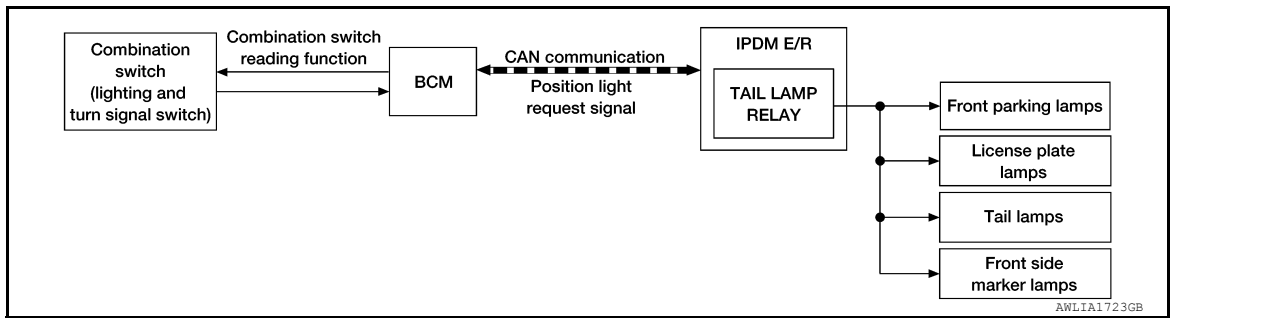 Combination
switch
(lighting and
turn signal switch)
Combination switch
reading function
BCM
CAN communication
Position light
request signal
IPDM E/R
TAIL LAMP
RELAY
Front parking lamps
License plate
lamps
Tail lamps
Front side
marker lamps
AWLIA1723GB